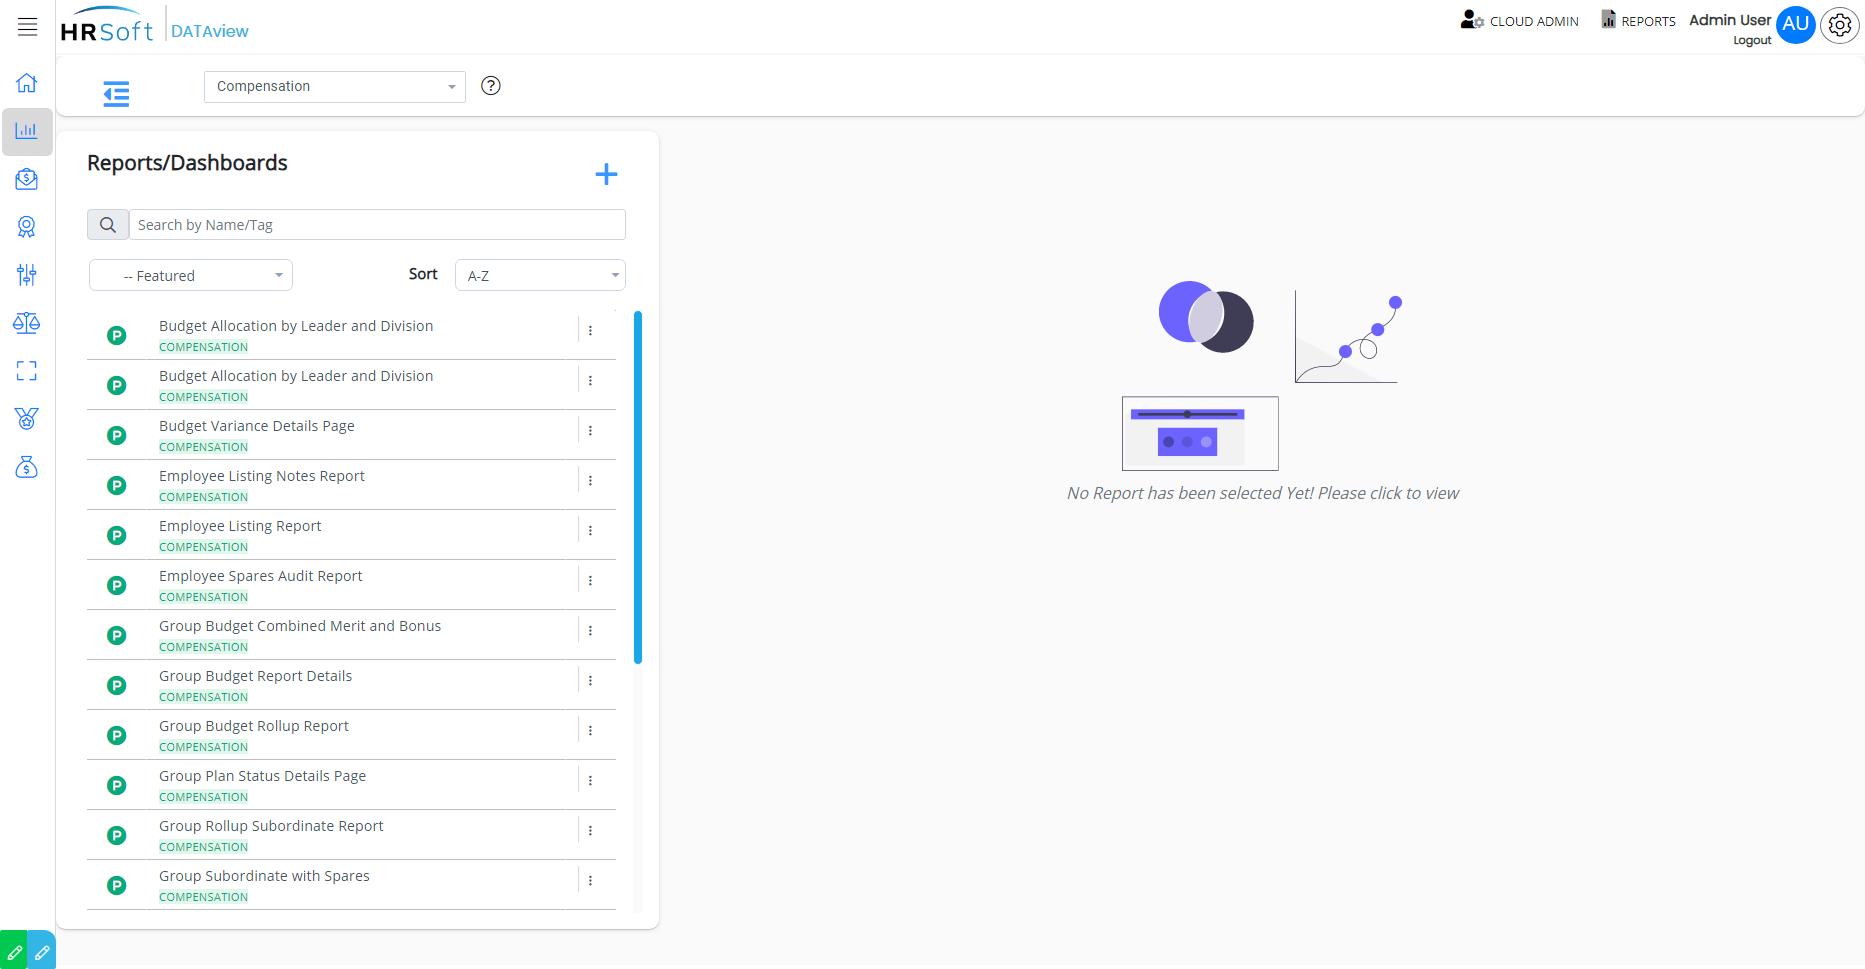 HRSoft
DATAview
CLOUD ADMIN
REPORTS
Admin User
Logout
AU
Compensation
?
Reports/Dashboards
Search by Name/Tag
-- Featured
Sort
A-Z
P
Budget Allocation by Leader and Division
COMPENSATION
P
Budget Allocation by Leader and Division
COMPENSATION
P
Budget Variance Details Page
COMPENSATION
P
Employee Listing Notes Report
COMPENSATION
P
Employee Listing Report
COMPENSATION
P
Employee Spares Audit Report
COMPENSATION
P
Group Budget Combined Merit and Bonus
COMPENSATION
P
Group Budget Report Details
COMPENSATION
P
Group Budget Rollup Report
COMPENSATION
P
Group Plan Status Details Page
COMPENSATION
P
Group Rollup Subordinate Report
COMPENSATION
P
Group Subordinate with Spares
COMPENSATION
No Report has been selected Yet! Please click to view